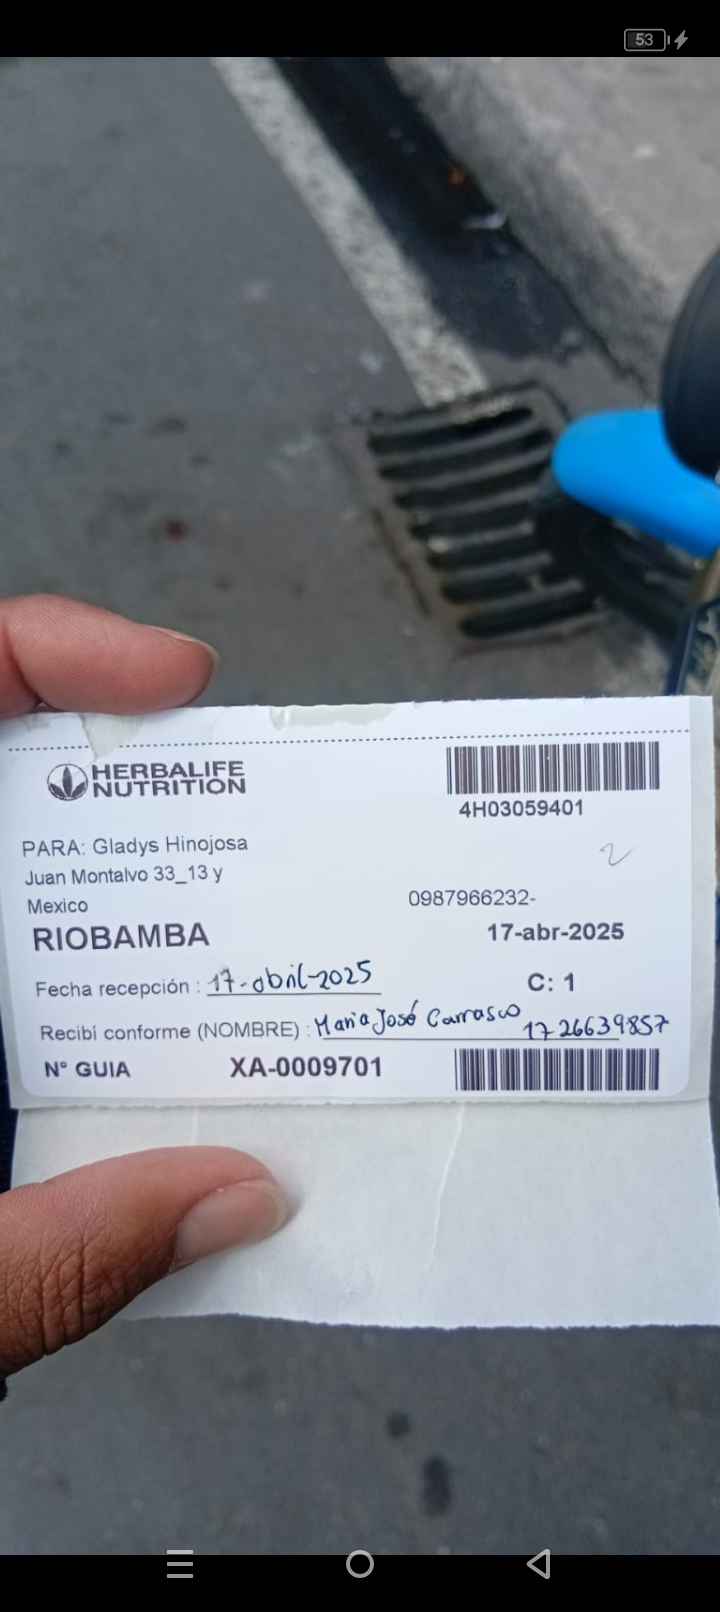 53
HERBALIFE
NUTRITION
4H03059401
PARA: Gladys Hinojosa
2
Juan Montalvo 33_13 y
Mexico
0987966232-
RIOBAMBA
17-abr-2025
Fecha recepción : 17-abril-2025
C: 1
Recibí conforme (NOMBRE) : Maria José Carrasco 1726639857
N° GUIA XA-0009701